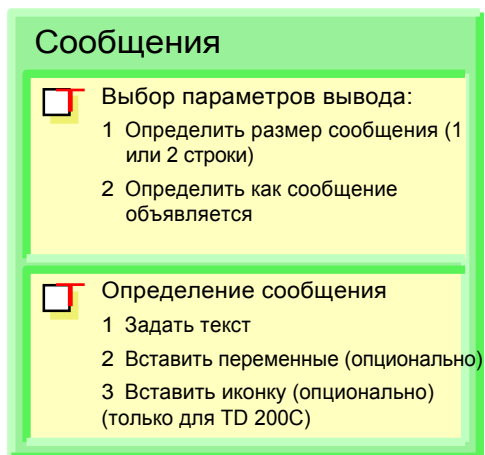 Сообщения
Выбор параметров вывода:
1 Определить размер сообщения (1
или 2 строки)
2 Определить как сообщение
объявляется
Определение сообщения
1 Задать текст
2 Вставить переменные (опционально)
3 Вставить иконку (опционально)
(только для TD 200C)